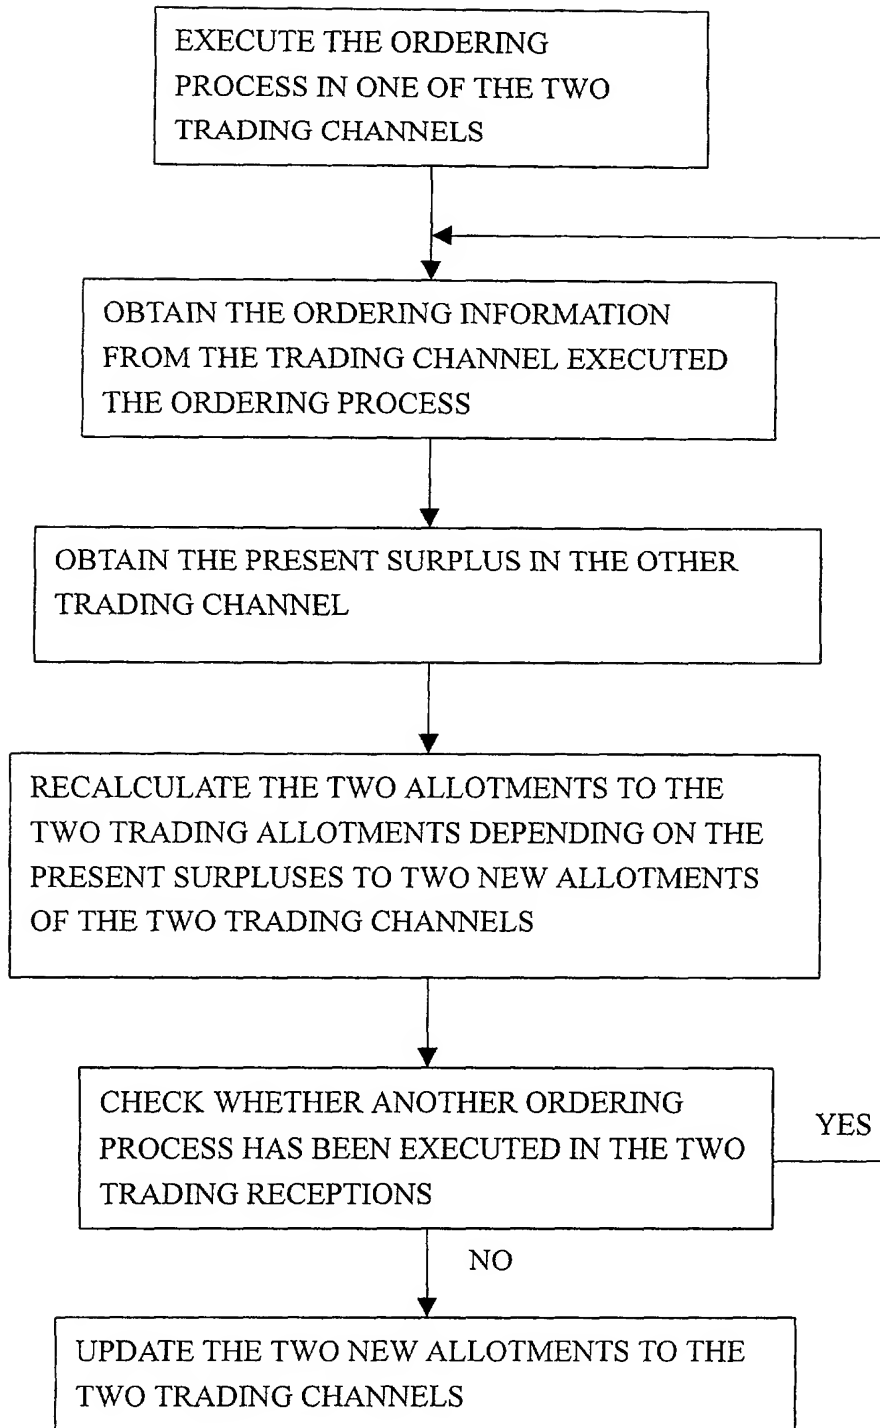 EXECUTE THE ORDERING
PROCESS IN ONE OF THE TWO
TRADING CHANNELS
OBTAIN THE ORDERING INFORMATION
FROM THE TRADING CHANNEL EXECUTED
THE ORDERING PROCESS
OBTAIN THE PRESENT SURPLUS IN THE OTHER
TRADING CHANNEL
RECALCULATE THE TWO ALLOTMENTS TO THE
TWO TRADING ALLOTMENTS DEPENDING ON THE
PRESENT SURPLUSES TO TWO NEW ALLOTMENTS
OF THE TWO TRADING CHANNELS
CHECK WHETHER ANOTHER ORDERING
PROCESS HAS BEEN EXECUTED IN THE TWO
TRADING RECEPTIONS
YES
NO
UPDATE THE TWO NEW ALLOTMENTS TO THE
TWO TRADING CHANNELS